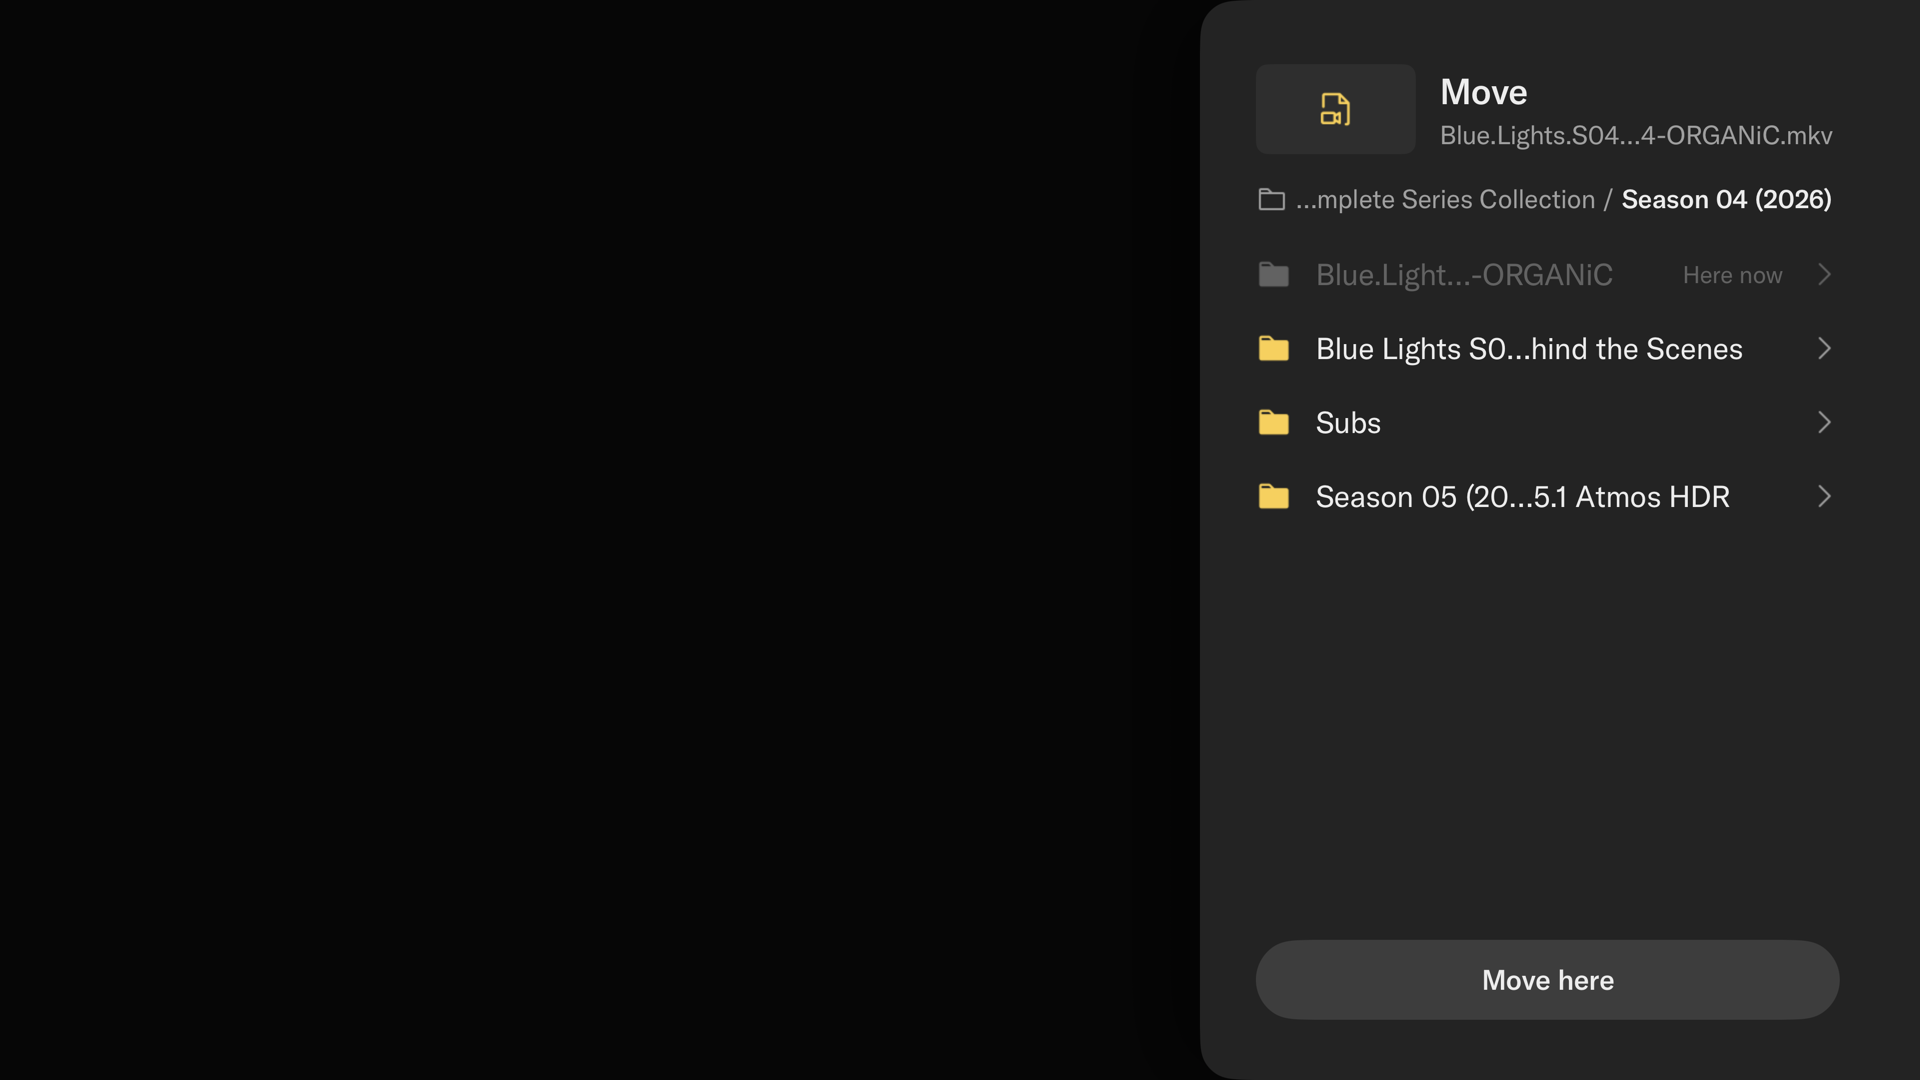 Move
Blue.Lights.S04...4-ORGANiC.mkv
...mplete Series Collection / Season 04 (2026)
Blue.Light...-ORGANiC Here now
Blue Lights S0...hind the Scenes
Subs
Season 05 (20...5.1 Atmos HDR
Move here